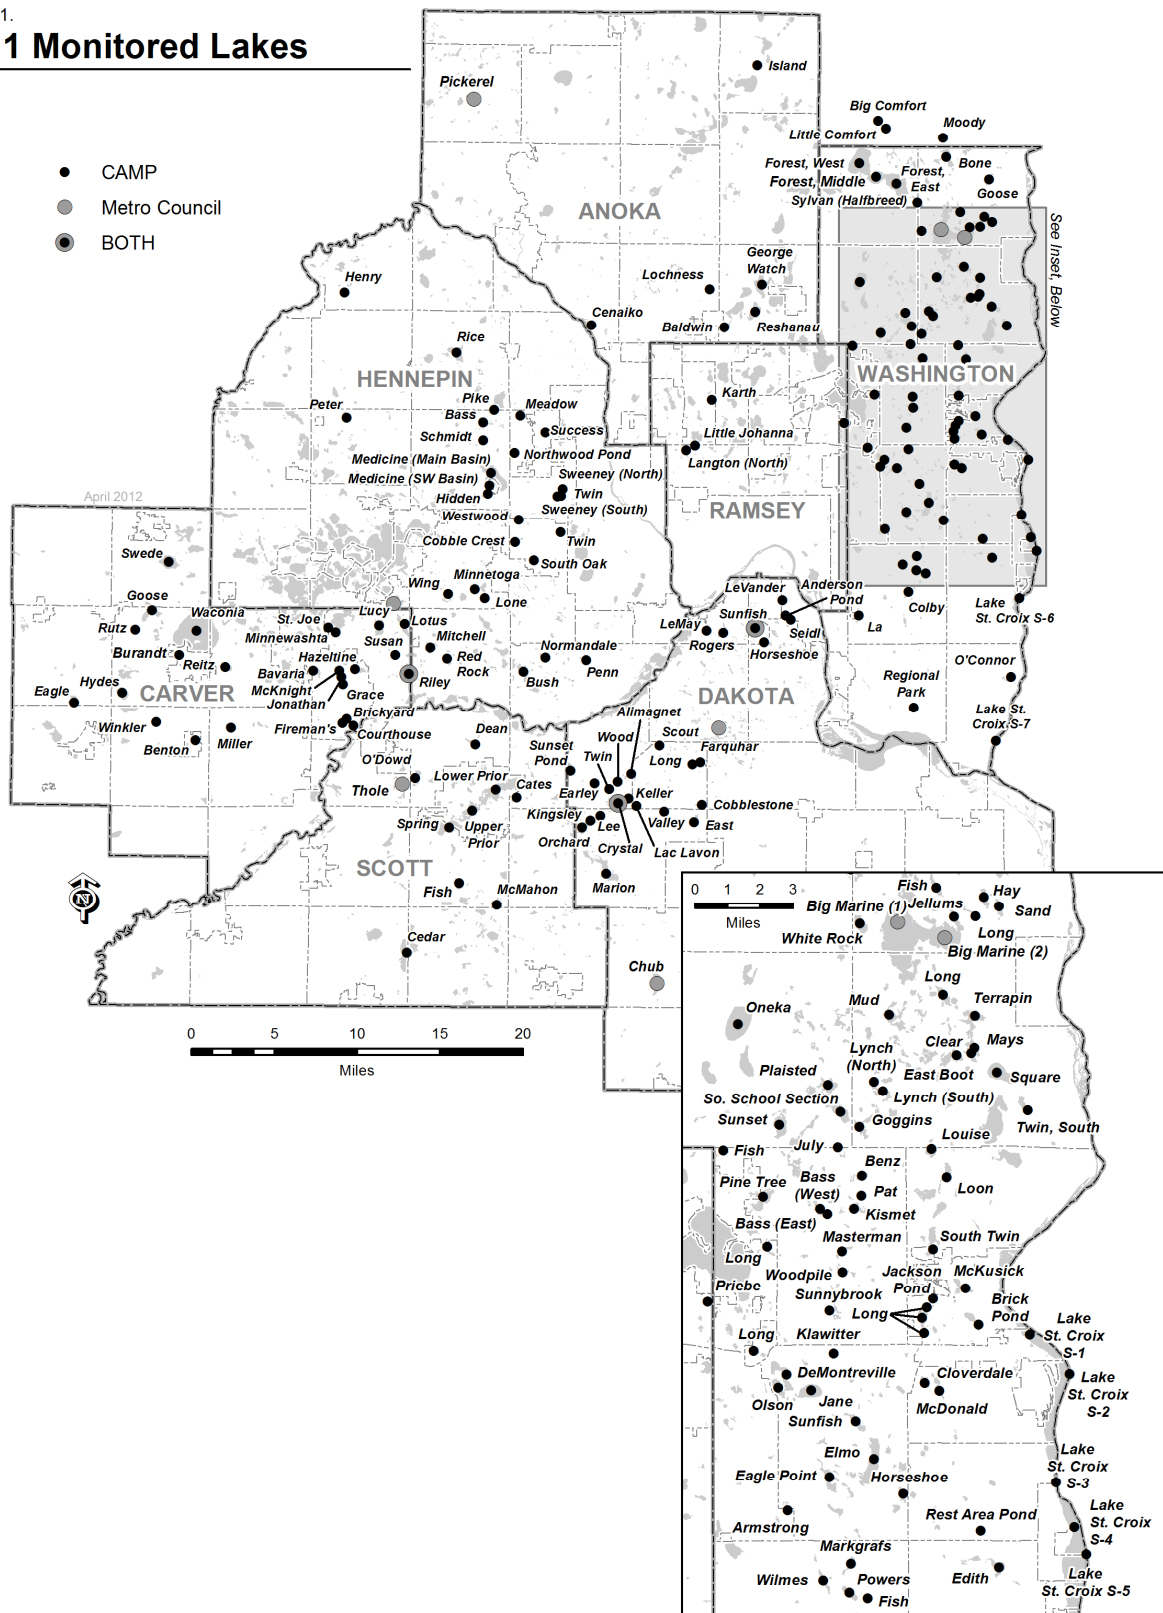 1.
1 Monitored Lakes
CAMP
Metro Council
BOTH
Pickerel
Island
ANOKA
Big Comfort
Little Comfort
Moody
Forest, West
Forest, Middle
Forest,
East
Bone
Goose
Sylvan (Halfbreed)
See Inset, Below
George
Watch
Lochness
Baldwin
Reshanau
Cenaiko
Henry
Rice
HENNEPIN
WASHINGTON
Peter
Pike
Bass
Meadow
Schmidt
Success
Northwood Pond
Medicine (Main Basin)
Medicine (SW Basin)
Sweeney (North)
Hidden
Twin
Sweeney (South)
Westwood
Cobble Crest
Twin
South Oak
Karth
Little Johanna
Langton (North)
RAMSEY
April 2012
Swede
Goose
Waconia
Rutz
Burandt
Reitz
Hydes
Eagle
CARVER
Winkler
Benton
Miller
Wing
Minnetoga
Lone
Lucy
Lotus
St. Joe
Minnewashta
Susan
Mitchell
Hazeltine
Bavaria
McKnight
Jonathan
Grace
Red
Rock
Riley
Brickyard
Fireman's
Courthouse
Normandale
Bush
Penn
LeVander
Anderson
Pond
Sunfish
LeMay
Rogers
Seidl
Horseshoe
Colby
La
Lake
St. Croix S-6
O'Connor
Regional
Park
Lake St.
Croix S-7
DAKOTA
Alimagnet
Dean
O'Dowd
Thole
Lower Prior
Cates
Spring
Upper
Prior
Sunset
Pond
Wood
Twin
Scout
Long
Farquhar
Earley
Keller
Cobblestone
Kingsley
Lee
Valley
East
Orchard
Crystal
Lac Lavon
SCOTT
Marion
Fish
McMahon
Cedar
Chub
N
0 5 10 15 20
Miles
0 1 2 3
Miles
Fish
Hay
Big Marine (1)
Jellums
Sand
White Rock
Long
Big Marine (2)
Long
Oneka
Mud
Terrapin
Clear
Mays
Lynch
(North)
East Boot
Plaisted
Square
So. School Section
Lynch (South)
Sunset
Goggins
Twin, South
Louise
Fish
July
Benz
Pine Tree
Bass
(West)
Pat
Loon
Bass (East)
Kismet
Masterman
South Twin
Long
Woodpile
Jackson
Pond
McKusick
Priebe
Sunnybrook
Long
Brick
Pond
Long
Klawitter
Lake
St. Croix
S-1
DeMontreville
Cloverdale
Lake
St. Croix
S-2
Olson
Jane
McDonald
Sunfish
Elmo
Lake
St. Croix
S-3
Eagle Point
Horseshoe
Armstrong
Rest Area Pond
Lake
St. Croix
S-4
Markgrafs
Wilmes
Powers
Edith
Lake
St. Croix S-5
Fish